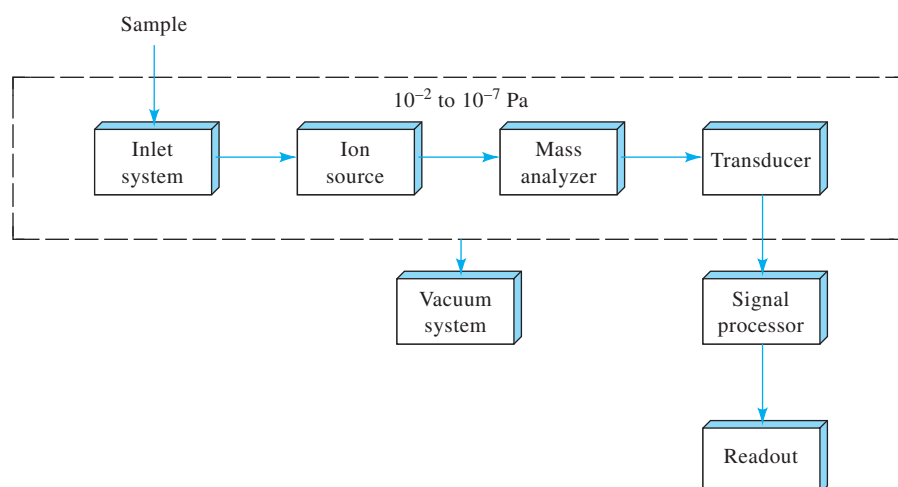 Sample
10⁻² to 10⁻⁷ Pa
Inlet
system
Ion
source
Mass
analyzer
Transducer
Vacuum
system
Signal
processor
Readout